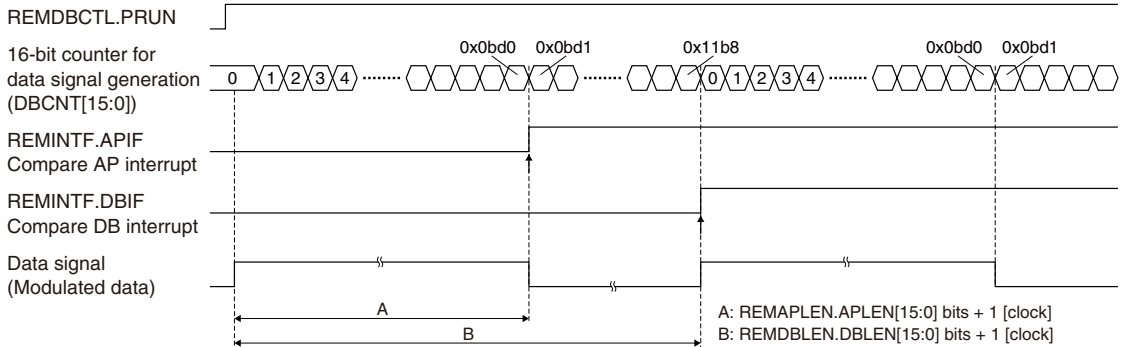 REMDBCTL.PRUN
16-bit counter for
data signal generation
(DBCNT[15:0])
0x0bd0 0x0bd1 0x11b8 0x0bd0 0x0bd1
0 1 2 3 4 0 1 2 3 4
REMINTF.APIF
Compare AP interrupt
REMINTF.DBIF
Compare DB interrupt
Data signal
(Modulated data)
A
B
A: REMAPLEN.APLEN[15:0] bits + 1 [clock]
B: REMDBLEN.DBLEN[15:0] bits + 1 [clock]